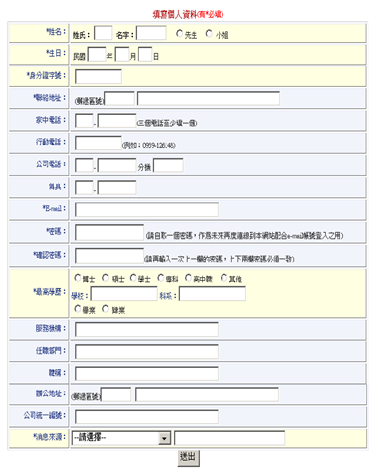 填寫個人資料(有*必填)
*姓名： 姓氏： 名字： 先生 小姐
*生日： 民國 年 月 日
*身分證字號：
*聯絡地址： (郵遞區號)
家中電話： - (三個電話至少填一個)
行動電話： (例如：0939-126348)
公司電話： - 分機
傳真： -
*E-mail：
*密碼： (請自取一個密碼，作為未來再度連線到本網站配合e-mail帳號登入之用)
*確認密碼： (請再輸入一次上一欄的密碼，上下兩欄密碼必須一致)
*最高學歷： 博士 碩士 學士 專科 高中職 其他
學校： 科系：
畢業 肄業
服務機構：
任職部門：
職稱：
辦公地址： (郵遞區號)
公司統一編號：
*消息來源： --請選擇--
送出